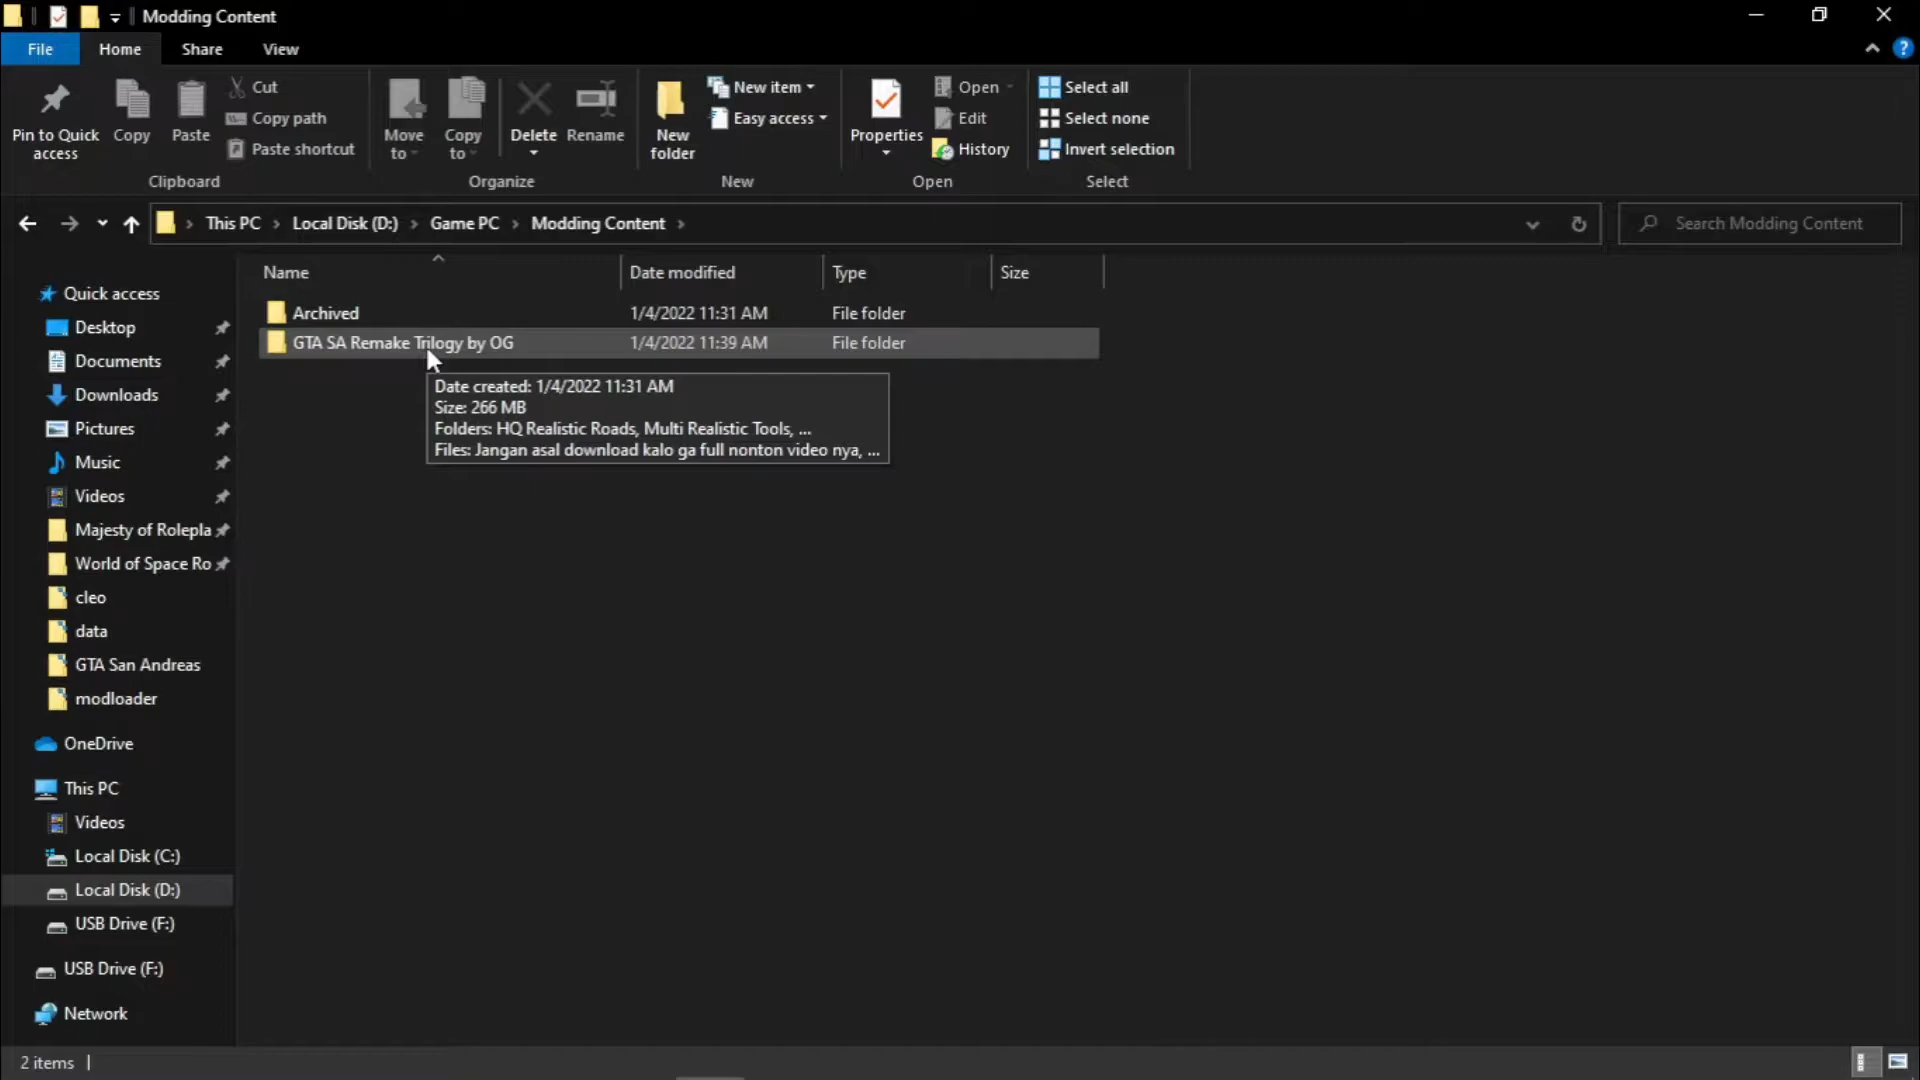 Modding Content
File Home Share View
Pin to Quick access
Copy
Paste
Cut
Copy path
Paste shortcut
Clipboard
Move to
Copy to
Delete
Rename
Organize
New folder
New item
Easy access
New
Properties
Open
Edit
History
Open
Select all
Select none
Invert selection
Select
This PC > Local Disk (D:) > Game PC > Modding Content >
Search Modding Content
Name Date modified Type Size
Archived 1/4/2022 11:31 AM File folder
GTA SA Remake Trilogy by OG 1/4/2022 11:39 AM File folder
Date created: 1/4/2022 11:31 AM
Size: 266 MB
Folders: HQ Realistic Roads, Multi Realistic Tools, ...
Files: Jangan asal download kalo ga full nonton video nya, ...
Quick access
Desktop
Documents
Downloads
Pictures
Music
Videos
Majesty of Rolepla
World of Space Ro
cleo
data
GTA San Andreas
modloader
OneDrive
This PC
Videos
Local Disk (C:)
Local Disk (D:)
USB Drive (F:)
USB Drive (F:)
Network
2 items